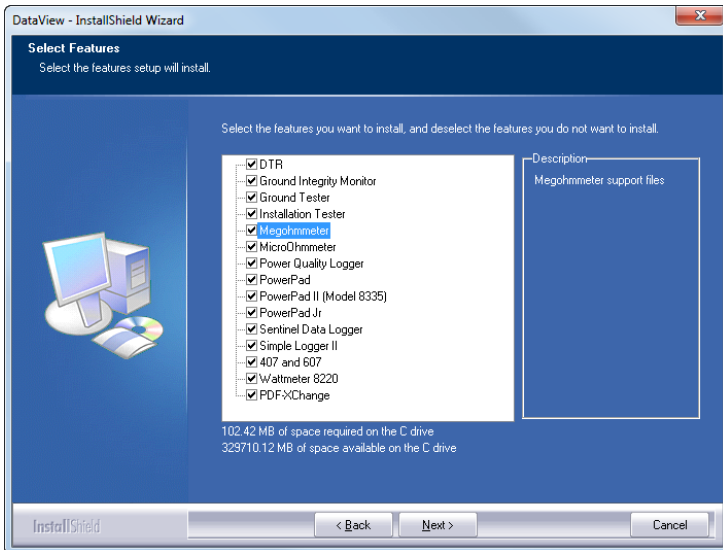 DataView - InstallShield Wizard
Select Features
Select the features setup will install.
Select the features you want to install, and deselect the features you do not want to install.
DTR
Ground Integrity Monitor
Ground Tester
Installation Tester
Megohmmeter
MicroOhmmeter
Power Quality Logger
PowerPad
PowerPad II (Model 8335)
PowerPad Jr
Sentinel Data Logger
Simple Logger II
407 and 607
Wattmeter 8220
PDF-XChange
Description
Megohmmeter support files
102.42 MB of space required on the C drive
329710.12 MB of space available on the C drive
InstallShield
< Back
Next >
Cancel